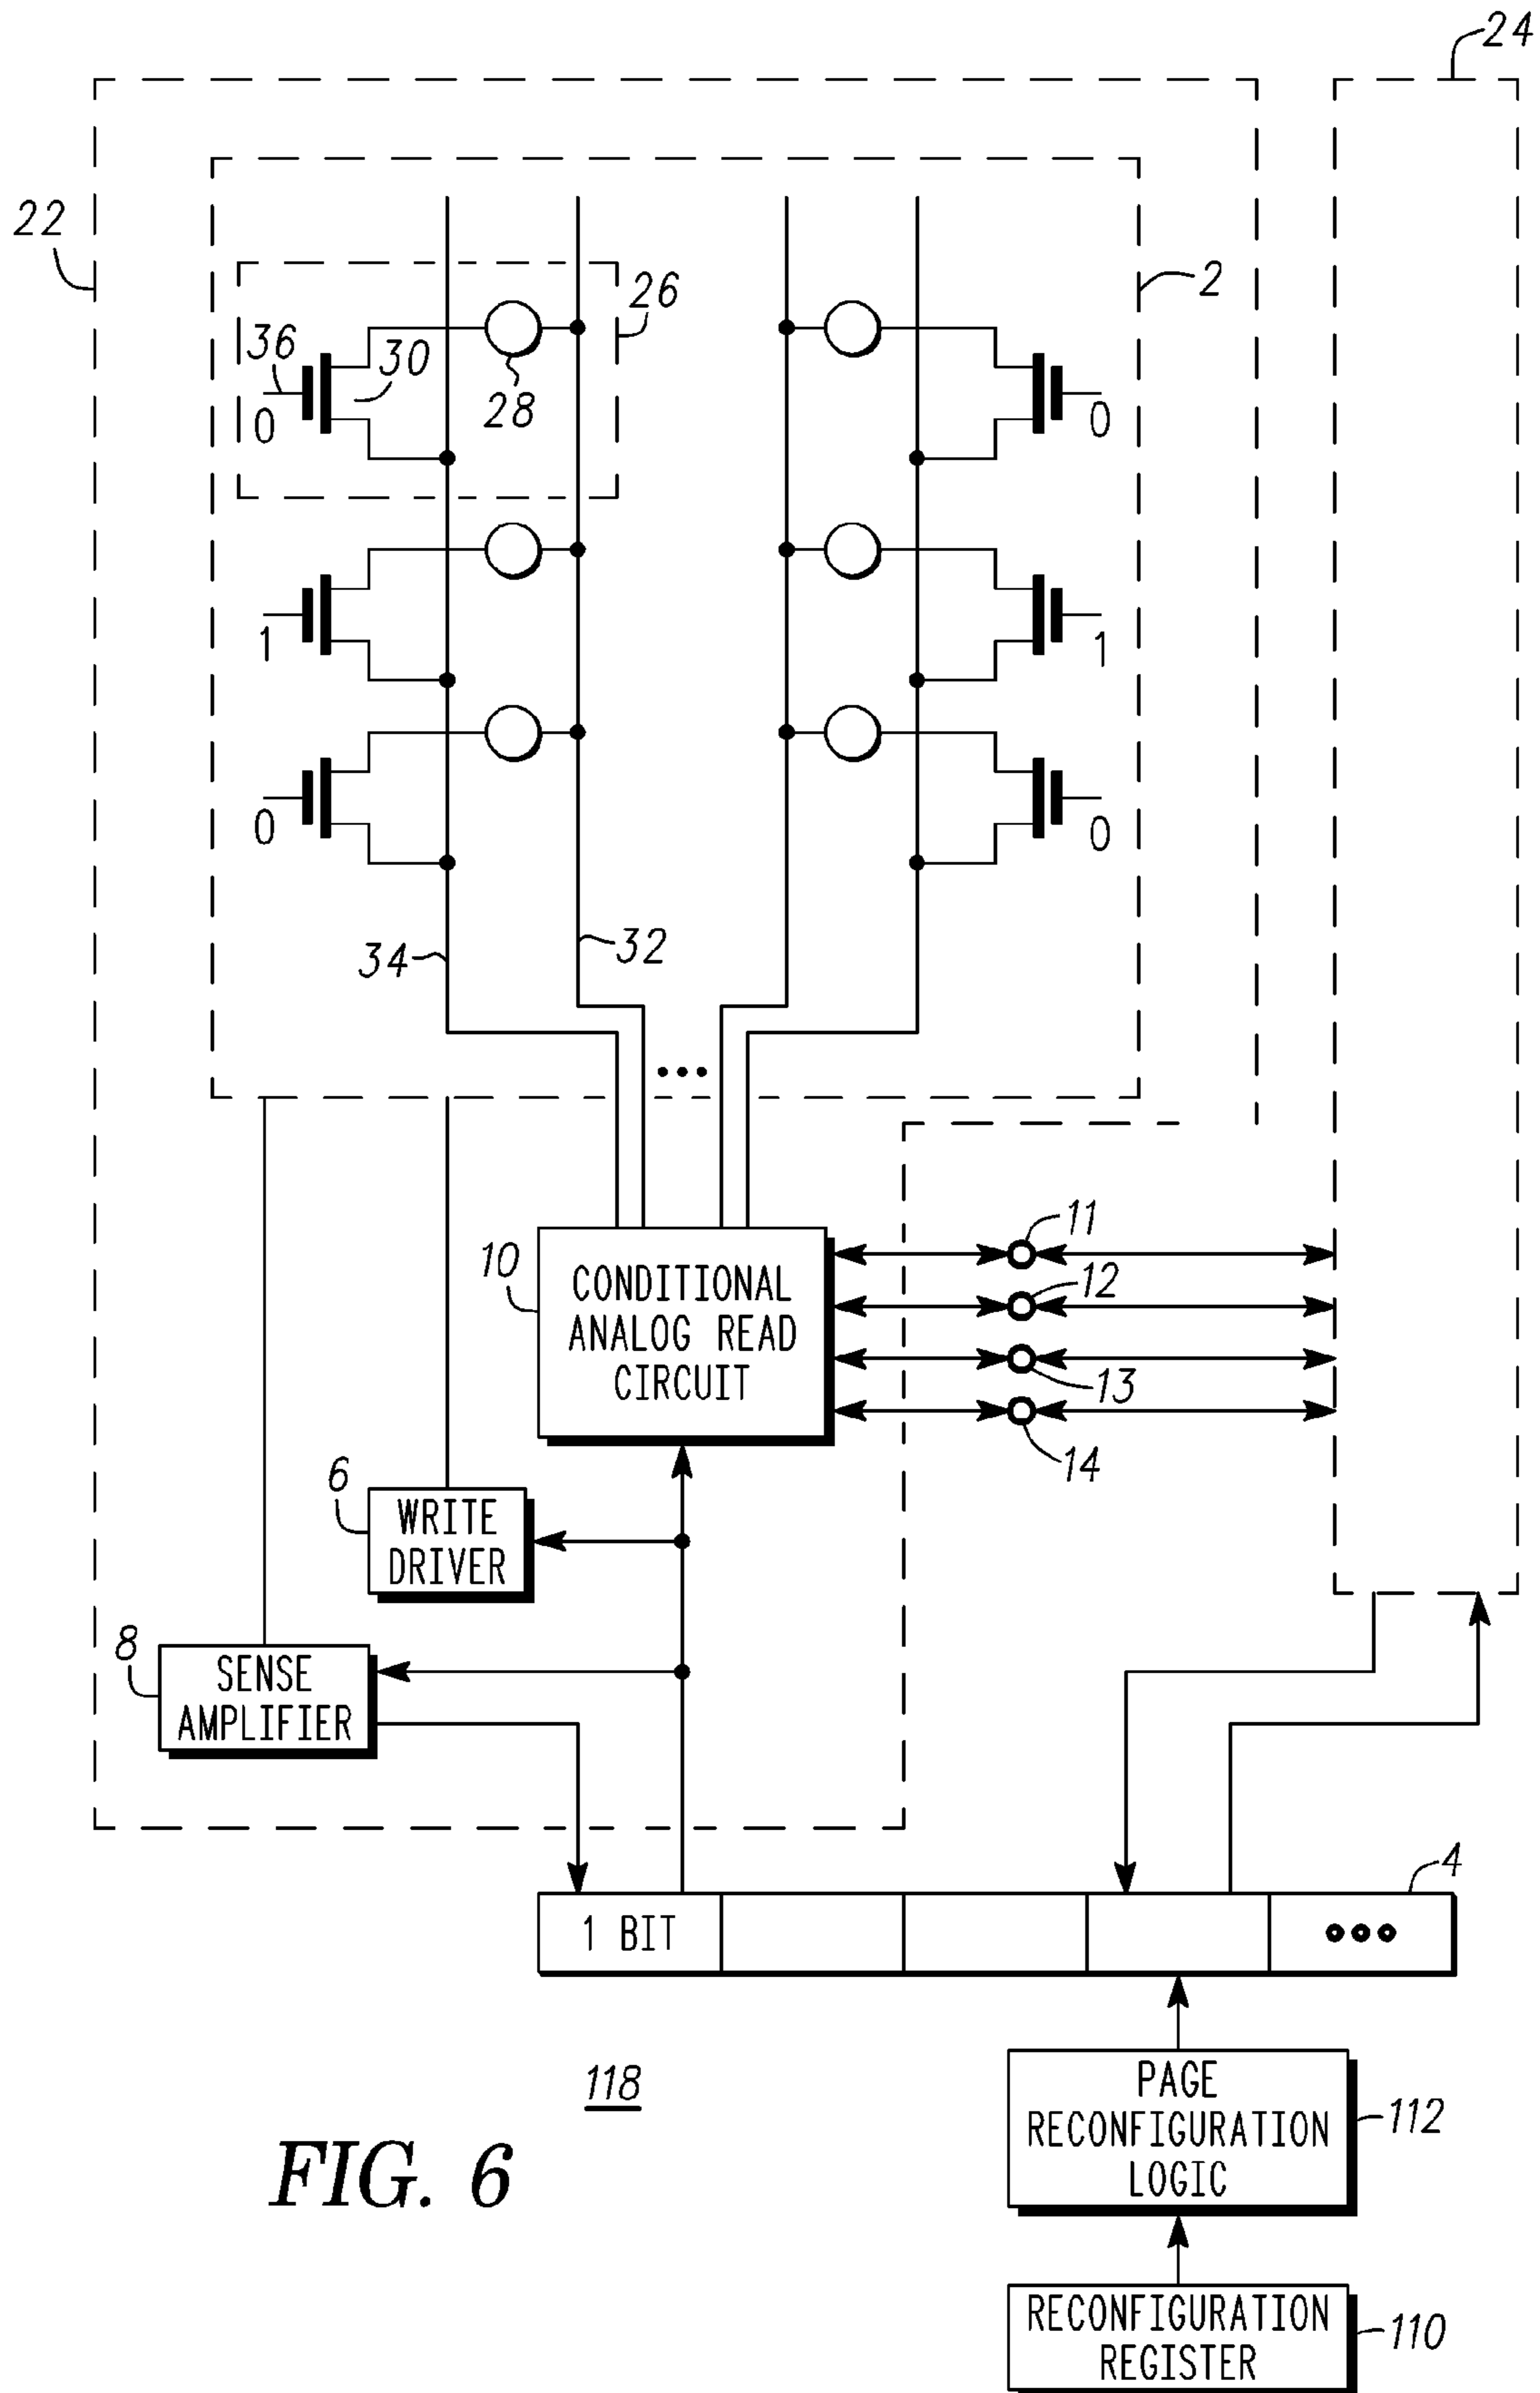 24
22
2
26
36
30
28
0
0
1
1
0
0
34
32
...
11
10
CONDITIONAL
ANALOG READ
CIRCUIT
12
13
14
6
WRITE
DRIVER
8
SENSE
AMPLIFIER
4
1 BIT
118
PAGE
RECONFIGURATION
LOGIC
112
FIG. 6
RECONFIGURATION
REGISTER
110